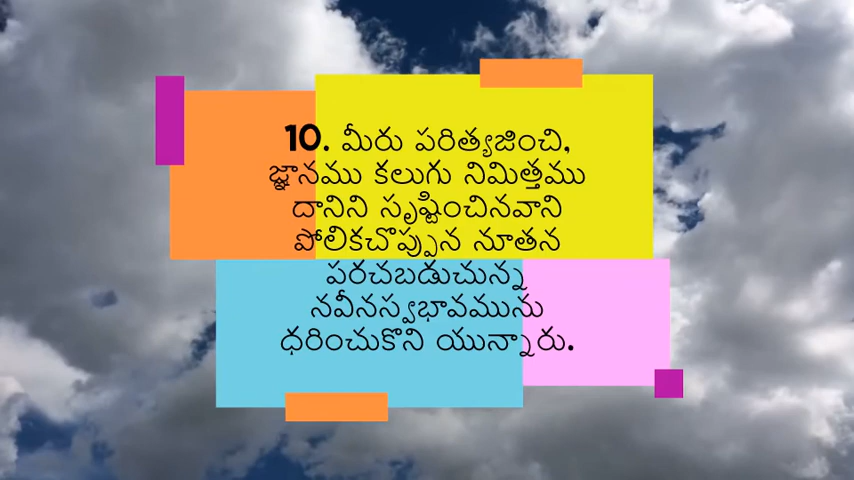 10. మీరు పరిత్యజించి,
జ్ఞానము కలుగు నిమిత్తము
దానిని సృష్టించినవాని
పోలికచొప్పున నూతన
పరచబడుచున్న
నవీనస్వభావమును
ధరించుకొని యున్నారు.